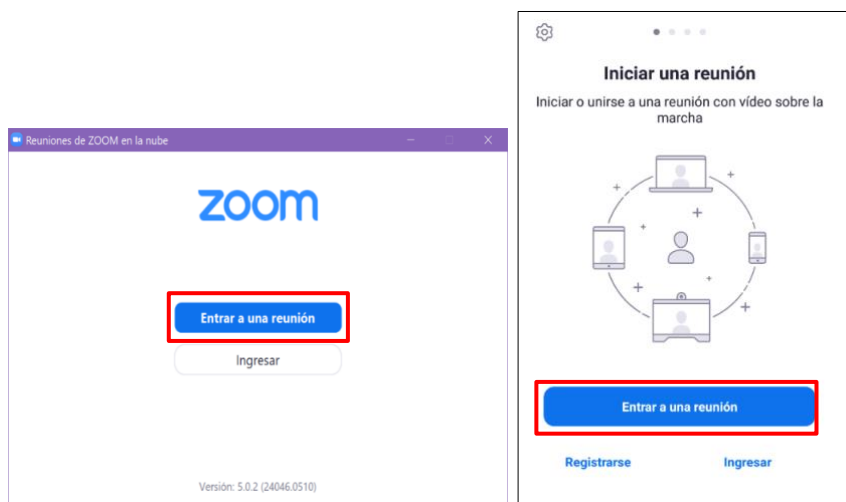 Reuniones de ZOOM en la nube
zoom
Entrar a una reunión
Ingresar
Versión: 5.0.2 (24046.0510)
Iniciar una reunión
Iniciar o unirse a una reunión con vídeo sobre la
marcha
Entrar a una reunión
Registrarse
Ingresar